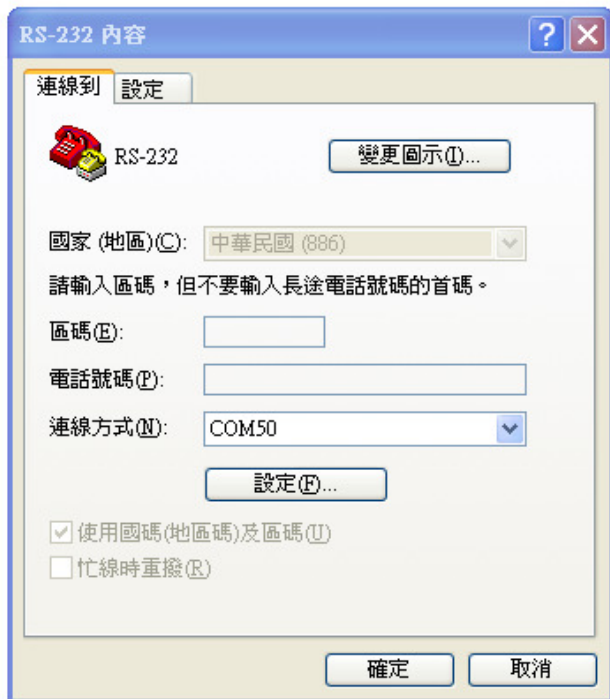 RS-232 內容
連線到 設定
RS-232 變更圖示(I)...
國家 (地區)(C): 中華民國 (886)
請輸入區碼，但不要輸入長途電話號碼的首碼。
區碼(E):
電話號碼(P):
連線方式(N): COM50
設定(F)...
使用國碼(地區碼)及區碼(U)
忙線時重撥(R)
確定 取消